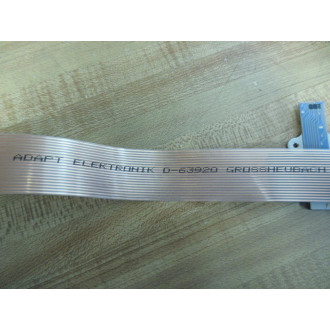 ADAPT ELEKTRONIK D-63920 GROSSHEUBACH